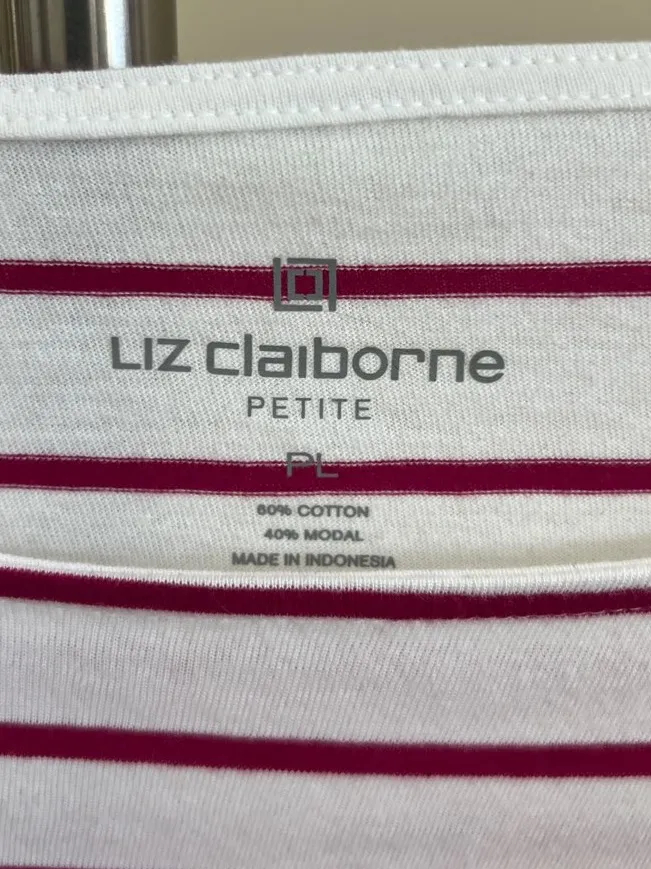 LIZ claiborne
PETITE
PL
60% COTTON
40% MODAL
MADE IN INDONESIA